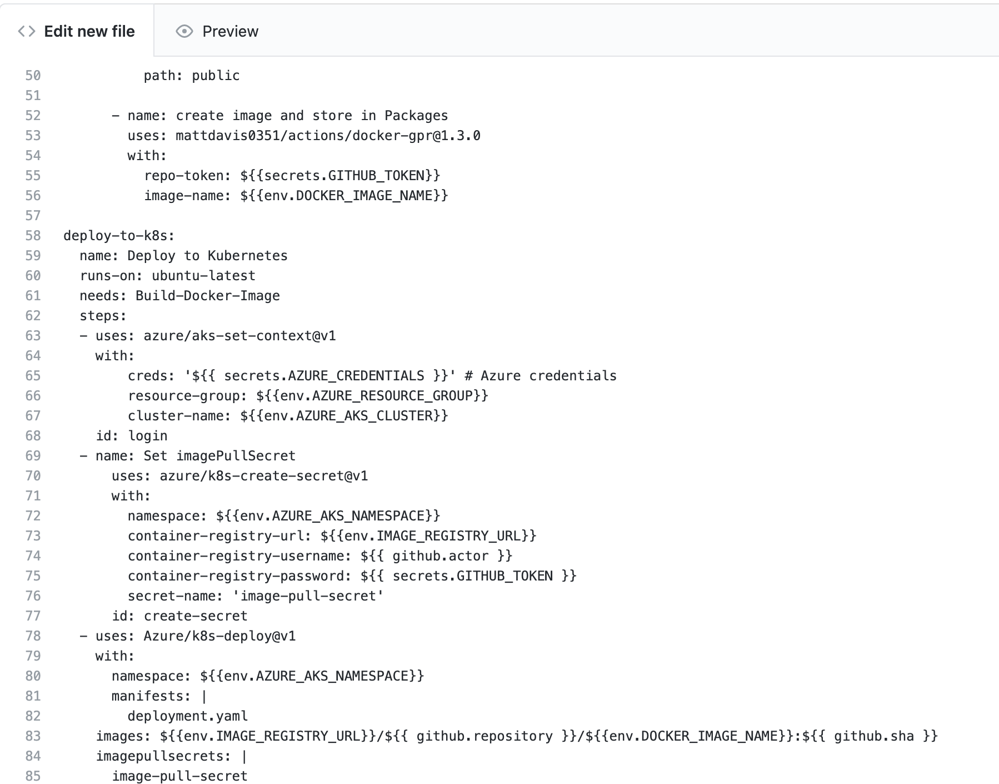 <> Edit new file Preview
50 path: public
51
52 - name: create image and store in Packages
53 uses: mattdavis0351/actions/docker-gpr@1.3.0
54 with:
55 repo-token: ${{secrets.GITHUB_TOKEN}}
56 image-name: ${{env.DOCKER_IMAGE_NAME}}
57
58 deploy-to-k8s:
59 name: Deploy to Kubernetes
60 runs-on: ubuntu-latest
61 needs: Build-Docker-Image
62 steps:
63 - uses: azure/aks-set-context@v1
64 with:
65 creds: '${{ secrets.AZURE_CREDENTIALS }}' # Azure credentials
66 resource-group: ${{env.AZURE_RESOURCE_GROUP}}
67 cluster-name: ${{env.AZURE_AKS_CLUSTER}}
68 id: login
69 - name: Set imagePullSecret
70 uses: azure/k8s-create-secret@v1
71 with:
72 namespace: ${{env.AZURE_AKS_NAMESPACE}}
73 container-registry-url: ${{env.IMAGE_REGISTRY_URL}}
74 container-registry-username: ${{ github.actor }}
75 container-registry-password: ${{ secrets.GITHUB_TOKEN }}
76 secret-name: 'image-pull-secret'
77 id: create-secret
78 - uses: Azure/k8s-deploy@v1
79 with:
80 namespace: ${{env.AZURE_AKS_NAMESPACE}}
81 manifests: |
82 deployment.yaml
83 images: ${{env.IMAGE_REGISTRY_URL}}/${{ github.repository }}/${{env.DOCKER_IMAGE_NAME}}:${{ github.sha }}
84 imagepullsecrets: |
85 image-pull-secret